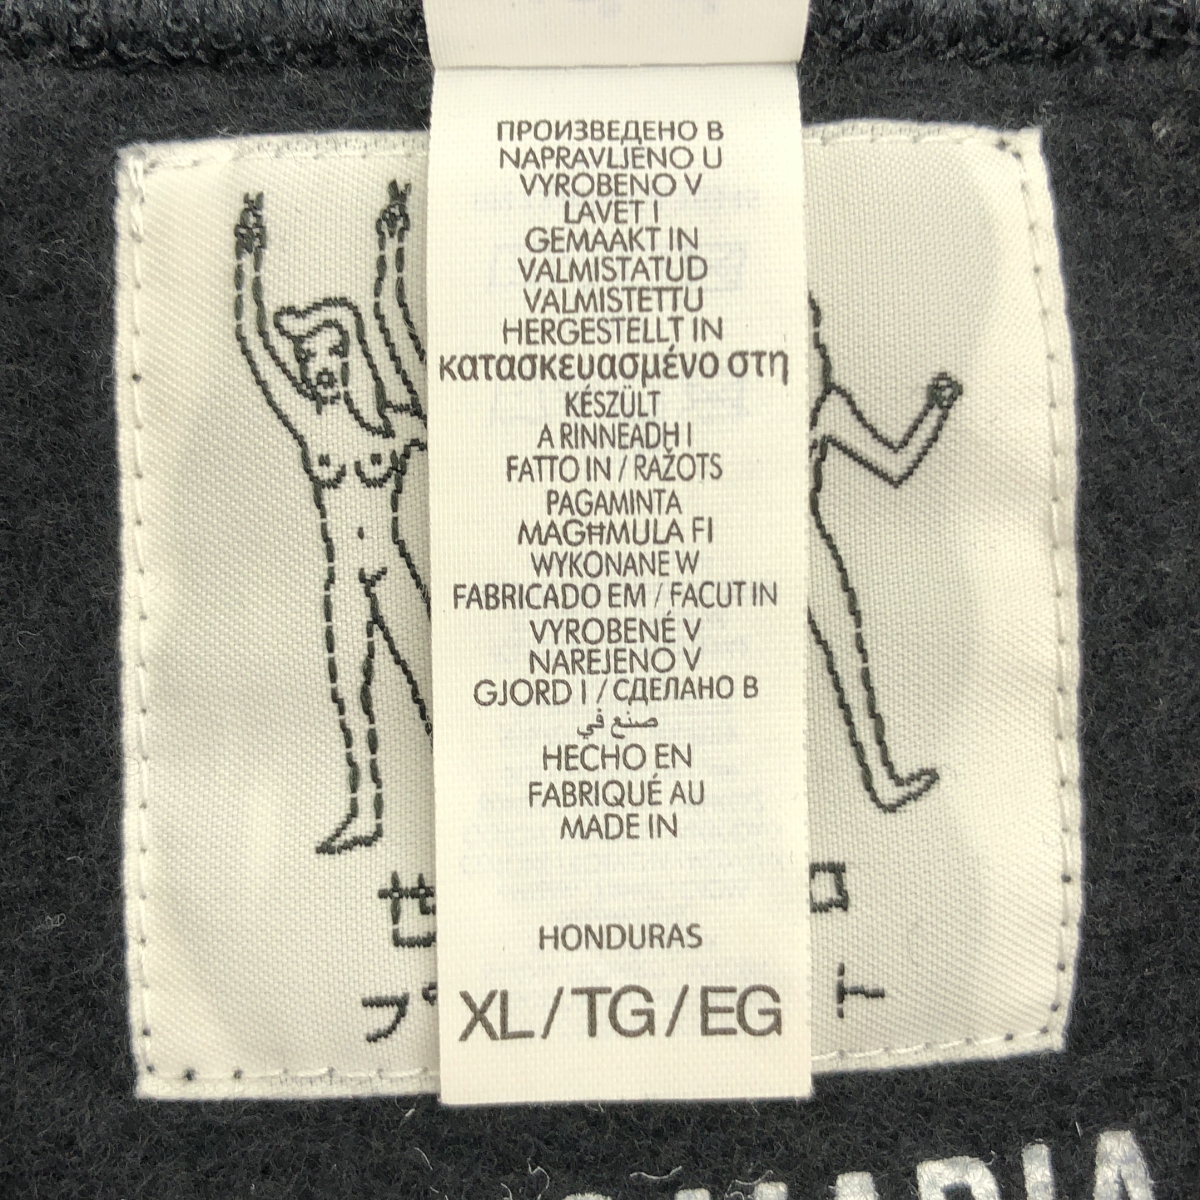 ПРОИЗВЕДЕНО В
NAPRAVLJENO U
VYROBENO V
LAVET I
GEMAAKT IN
VALMISTATUD
VALMISTETTU
HERGESTELLT IN
κατασκευασμένο στη
KÉSZÜLT
A RINNEADH I
FATTO IN / RAŽOTS
PAGAMINTA
MAGĦMULA FI
WYKONANE W
FABRICADO EM / FACUT IN
VYROBENÉ V
NAREJENO V
GJORD I / СДЕЛАНО В
صنع في
HECHO EN
FABRIQUÉ AU
MADE IN
HONDURAS
XL / TG / EG